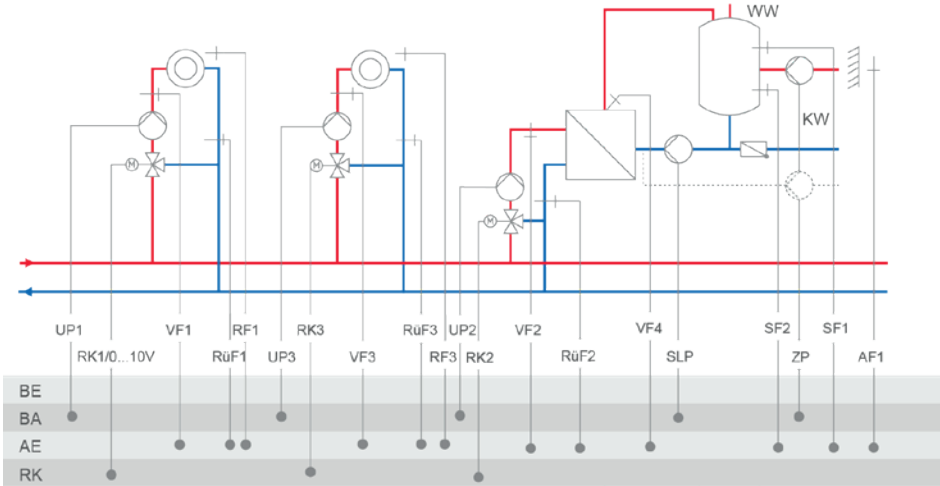 WW
KW
M
M
M
UP1
VF1
RF1
RK3
RüF3
UP2
VF2
VF4
SF2
SF1
RK1/0...10V
RüF1
UP3
VF3
RF3
RK2
RüF2
SLP
ZP
AF1
BE
BA
AE
RK